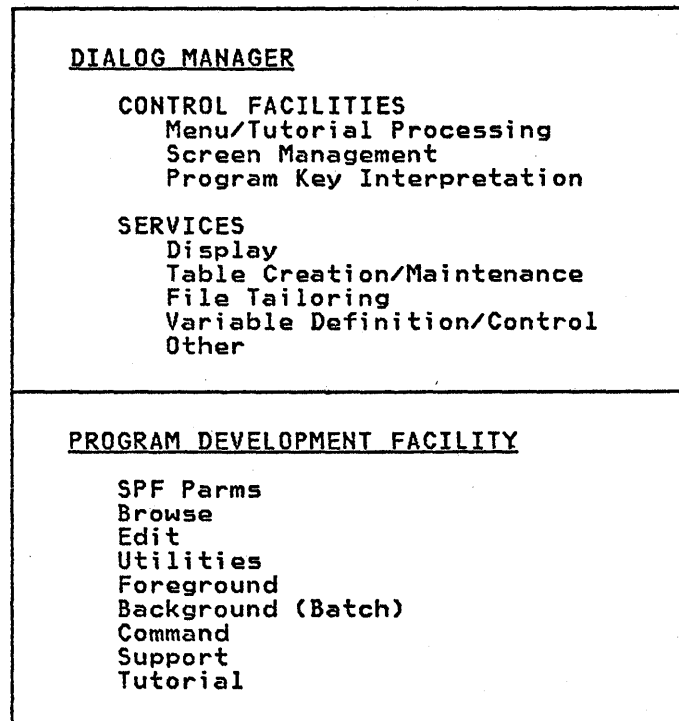 DIALOG MANAGER
CONTROL FACILITIES
Menu/Tutorial Processing
Screen Management
Program Key Interpretation
SERVICES
Display
Table Creation/Maintenance
File Tailoring
Variable Definition/Control
Other
PROGRAM DEVELOPMENT FACILITY
SPF Parms
Browse
Edit
Utilities
Foreground
Background (Batch)
Command
Support
Tutorial